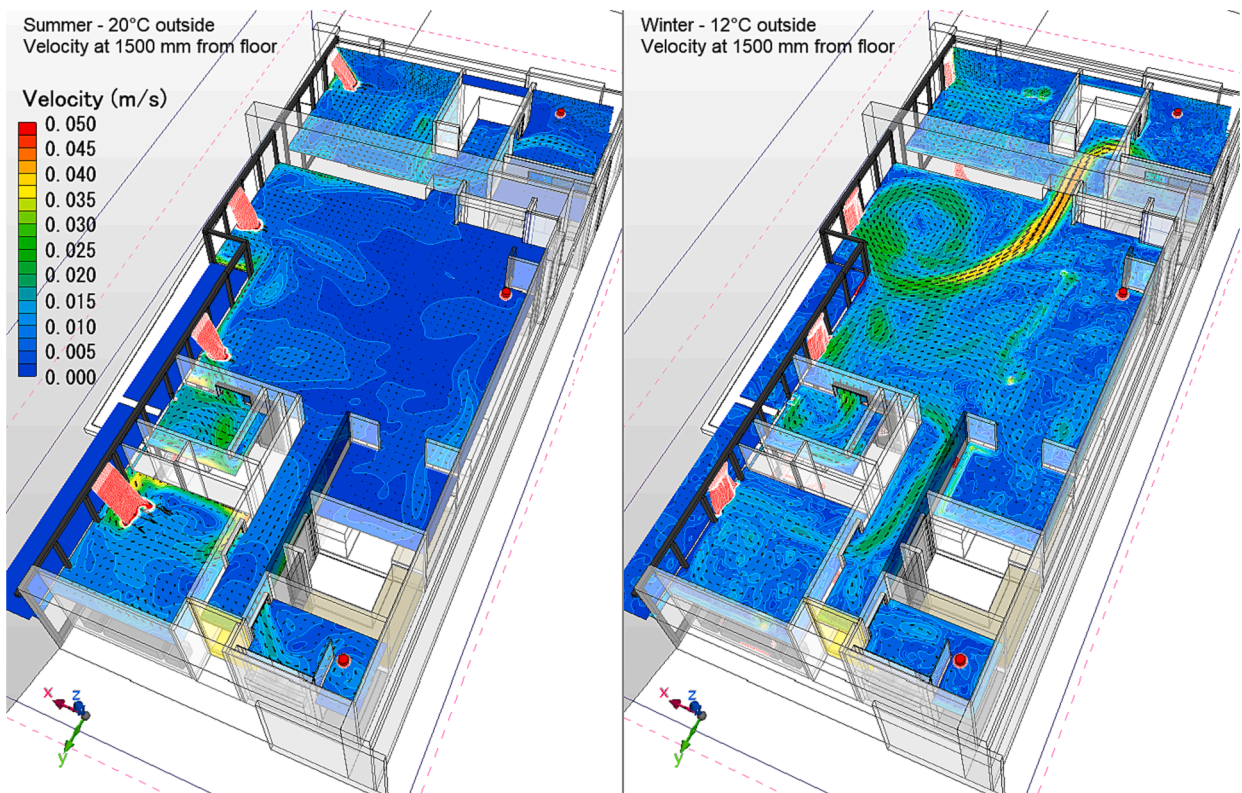 Summer - 20°C outside
Velocity at 1500 mm from floor
Velocity (m/s)
0.050
0.045
0.040
0.035
0.030
0.025
0.020
0.015
0.010
0.005
0.000
x z
y
Winter - 12°C outside
Velocity at 1500 mm from floor
x z
y